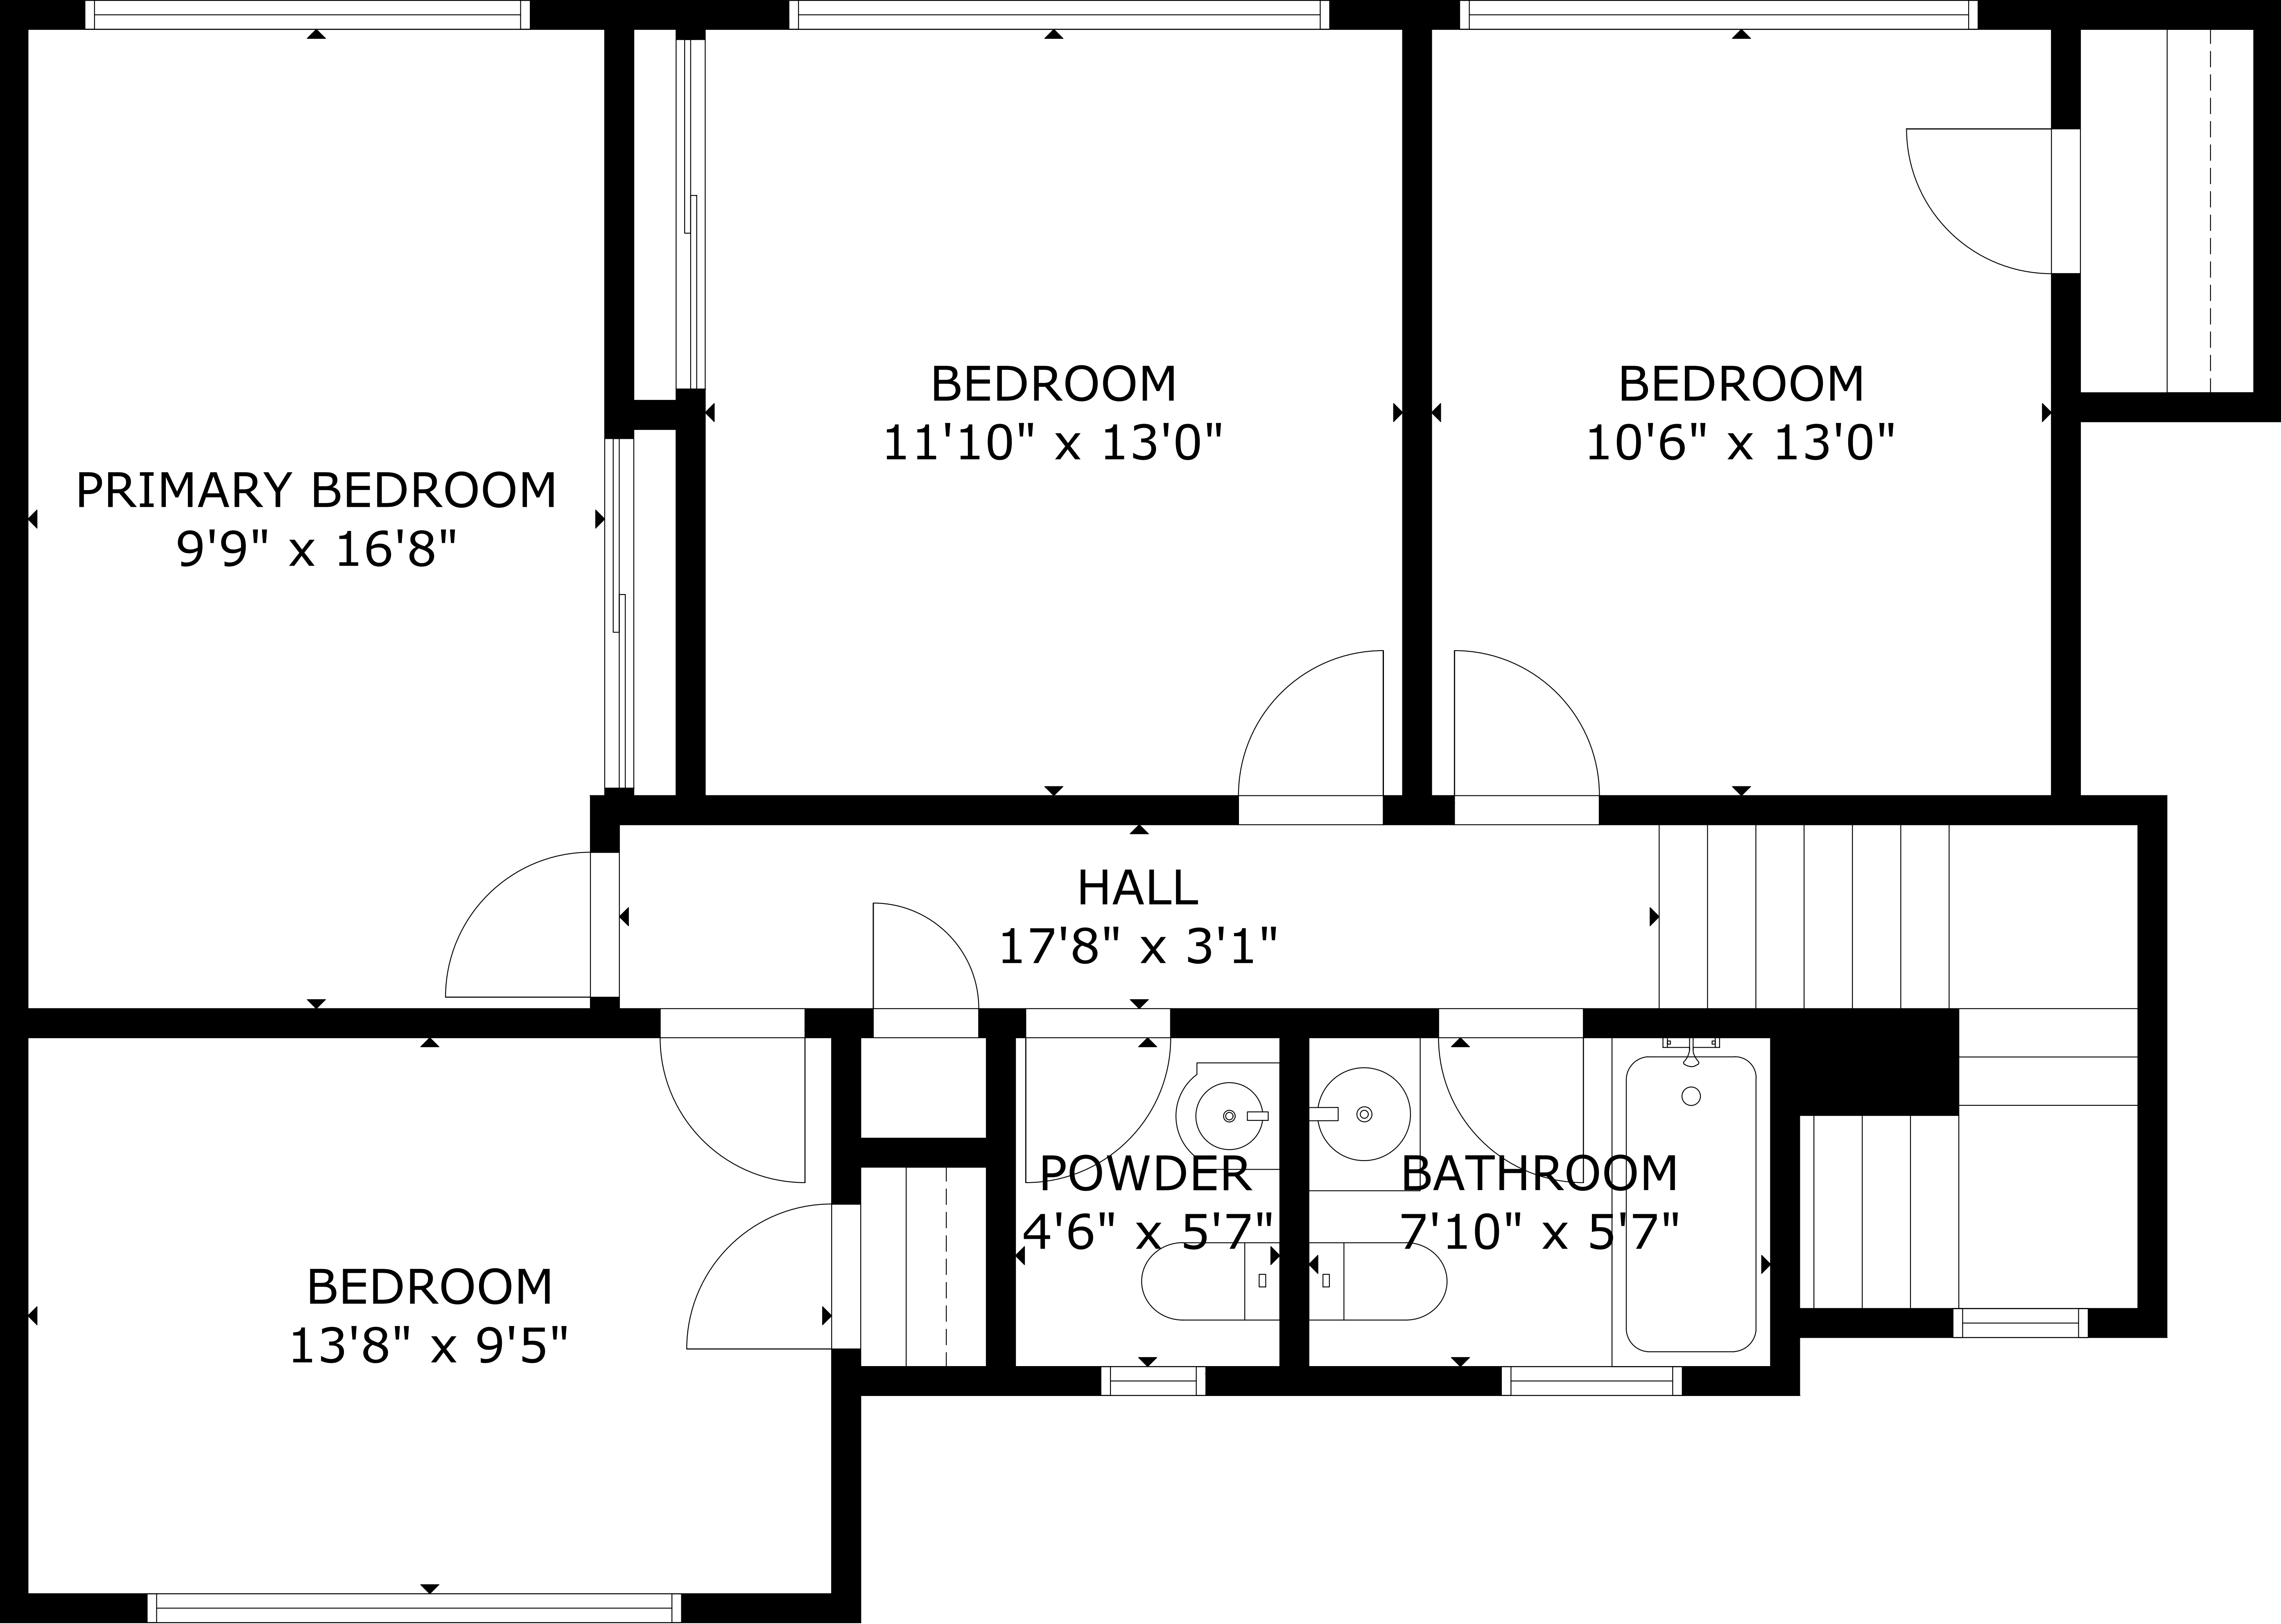 BEDROOM
11'10" x 13'0"
BEDROOM
10'6" x 13'0"
PRIMARY BEDROOM
9'9" x 16'8"
HALL
17'8" x 3'1"
POWDER
4'6" x 5'7"
BATHROOM
7'10" x 5'7"
BEDROOM
13'8" x 9'5"